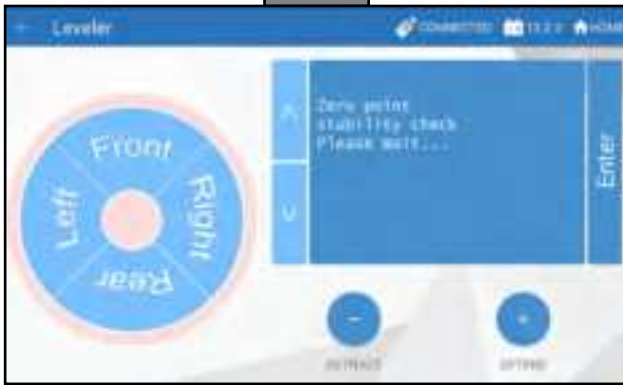 ← Leveler
CONNECTED
HOME
Front
Left
Right
Rear
Zero point
stability check
Please wait...
Enter
-
+
RETRACT
EXTEND